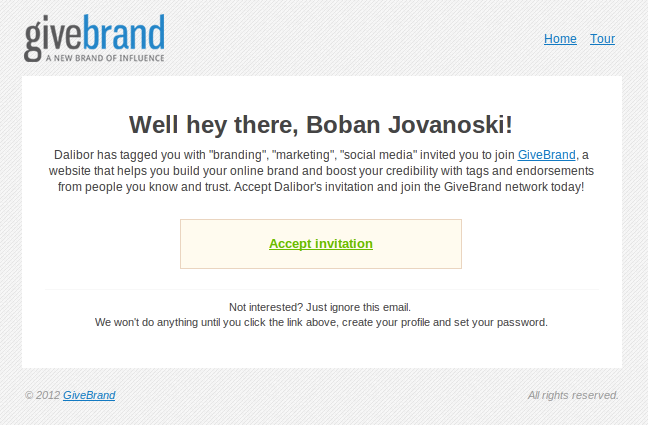 givebrand
A NEW BRAND OF INFLUENCE
Home Tour
Well hey there, Boban Jovanoski!
Dalibor has tagged you with "branding", "marketing", "social media" invited you to join GiveBrand, a
website that helps you build your online brand and boost your credibility with tags and endorsements
from people you know and trust. Accept Dalibor's invitation and join the GiveBrand network today!
Accept invitation
Not interested? Just ignore this email.
We won't do anything until you click the link above, create your profile and set your password.
© 2012 GiveBrand All rights reserved.